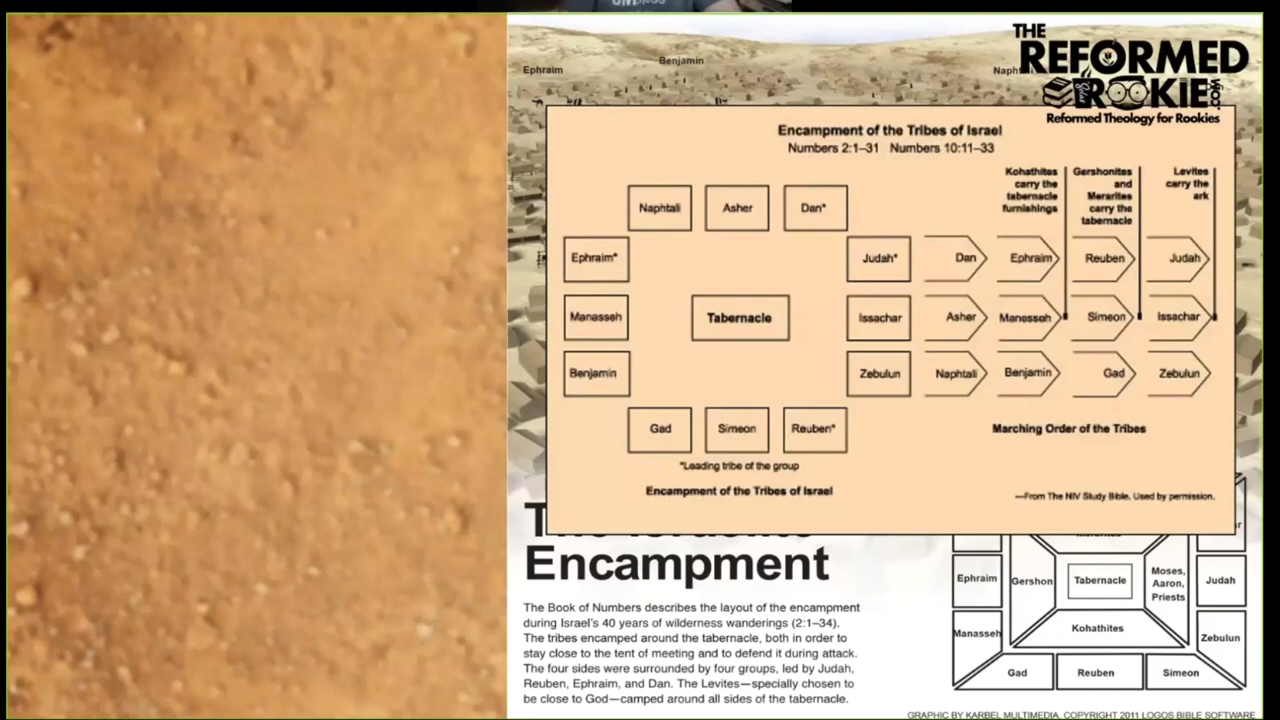 Ephraim
Benjamin
THE
REFORMED
ROOKIE
.COM
Reformed Theology for Rookies
Encampment of the Tribes of Israel
Numbers 2:1–31 Numbers 10:11–33
Kohathites
carry the
tabernacle
furnishings
Gershonites
and
Merarites
carry the
tabernacle
Levites
carry the
ark
Naphtali Asher Dan*
Ephraim* Judah* Dan Ephraim Reuben Judah
Manasseh Tabernacle Issachar Asher Manasseh Simeon Issachar
Benjamin Zebulun Naphtali Benjamin Gad Zebulun
Gad Simeon Reuben* Marching Order of the Tribes
*Leading tribe of the group
Encampment of the Tribes of Israel
—From The NIV Study Bible. Used by permission.
Encampment
The Book of Numbers describes the layout of the encampment
during Israel's 40 years of wilderness wanderings (2:1–34).
The tribes encamped around the tabernacle, both in order to
stay close to the tent of meeting and to defend it during attack.
The four sides were surrounded by four groups, led by Judah,
Reuben, Ephraim, and Dan. The Levites—specially chosen to
be close to God—camped around all sides of the tabernacle.
Ephraim Gershon Tabernacle Moses, Judah
Aaron,
Priests
Manasseh Kohathites Zebulun
Gad Reuben Simeon
GRAPHIC BY KARBEL MULTIMEDIA, COPYRIGHT 2011 LOGOS BIBLE SOFTWARE